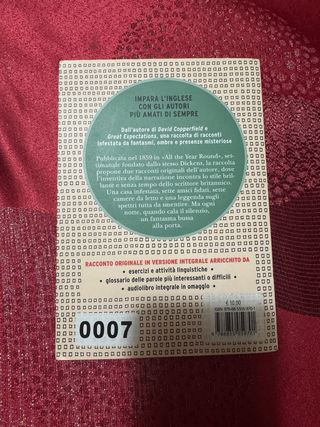 IMPARA L'INGLESE
CON GLI AUTORI
PIÙ AMATI DI SEMPRE
Dall'autore di David Copperfield e
Great Expectations, una raccolta di racconti
infestata da fantasmi, ombre e presenze misteriose
Pubblicata nel 1859 in «All the Year Round», set-
timanale fondato dallo stesso Dickens, la raccolta
propone due racconti originali dell'autore, dove
l'inventiva della narrazione incontra lo stile bril-
lante e senza tempo dello scrittore britannico.
Una casa infestata, sette amici fidati, sette
camere da letto e una leggenda sugli
spettri tutta da smentire. Ma ogni
notte, quando cala il silenzio,
un fantasma bussa
alla porta.
RACCONTO ORIGINALE IN VERSIONE INTEGRALE ARRICCHITO DA
• esercizi e attività linguistiche •
• glossario delle parole più interessanti o difficili •
• audiolibro integrale in omaggio •
€ 10,00
0007